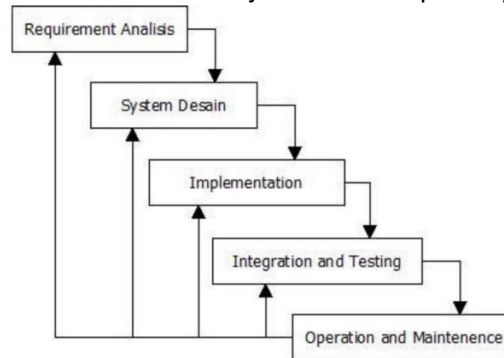 Requirement Analisis
System Desain
Implementation
Integration and Testing
Operation and Maintenence